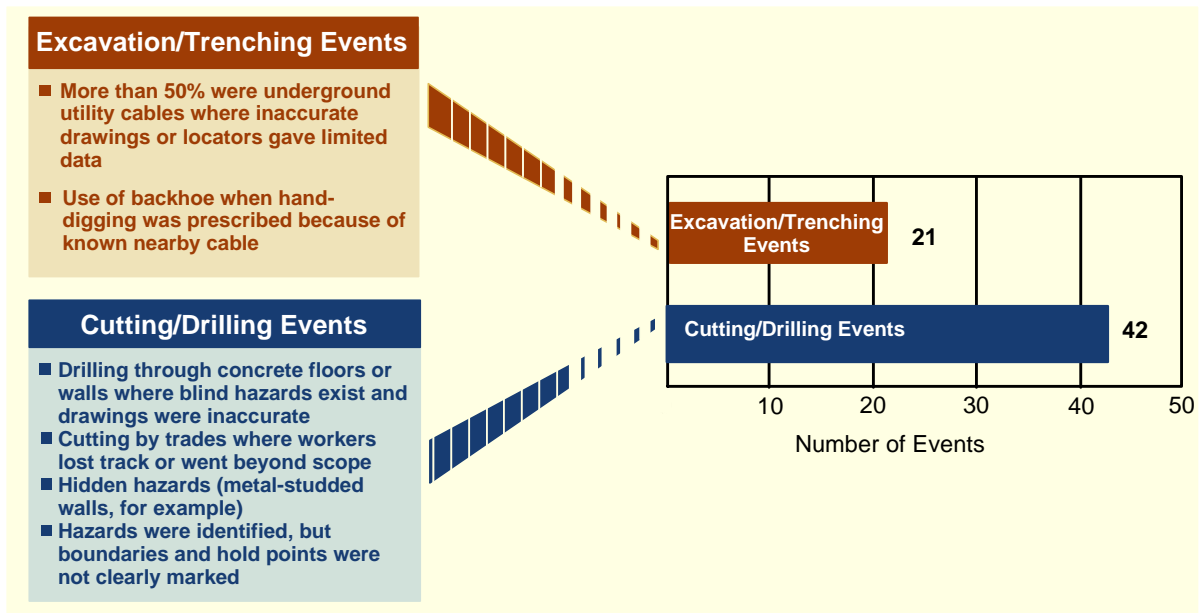 Excavation/Trenching Events
■ More than 50% were underground
utility cables where inaccurate
drawings or locators gave limited
data
■ Use of backhoe when hand-
digging was prescribed because of
known nearby cable
Cutting/Drilling Events
■ Drilling through concrete floors or
walls where blind hazards exist and
drawings were inaccurate
■ Cutting by trades where workers
lost track or went beyond scope
■ Hidden hazards (metal-studded
walls, for example)
■ Hazards were identified, but
boundaries and hold points were
not clearly marked
Excavation/Trenching
Events
21
Cutting/Drilling Events
42
10 20 30 40 50
Number of Events